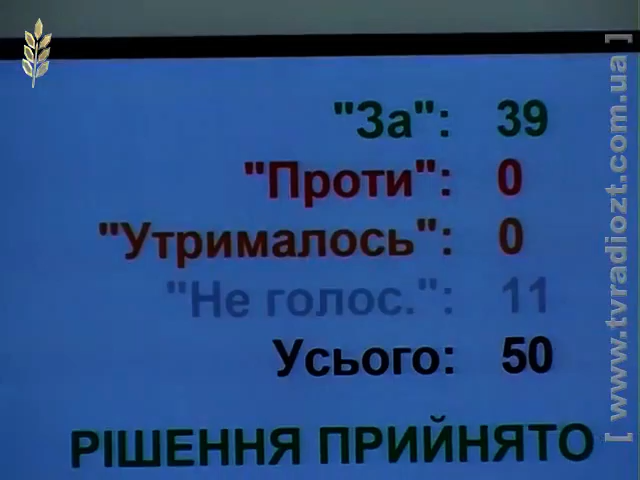 "За": 39
"Проти": 0
"Утрималось": 0
"Не голос.": 11
Усього: 50
РІШЕННЯ ПРИЙНЯТО
[ www.tvradiozt.com.ua ]